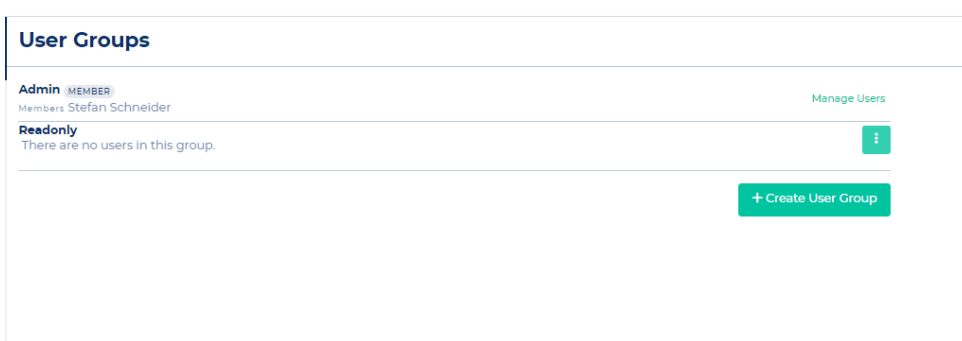 User Groups
Admin MEMBER
Members Stefan Schneider
Manage Users
Readonly
There are no users in this group.
+ Create User Group